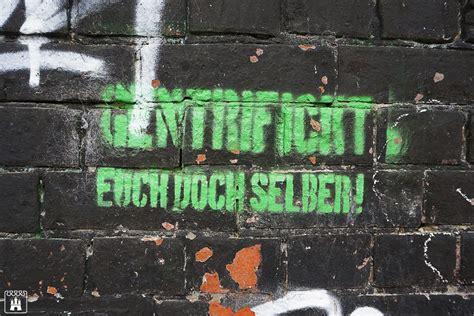 GENTRIFICKT
EUCH DOCH SELBER!